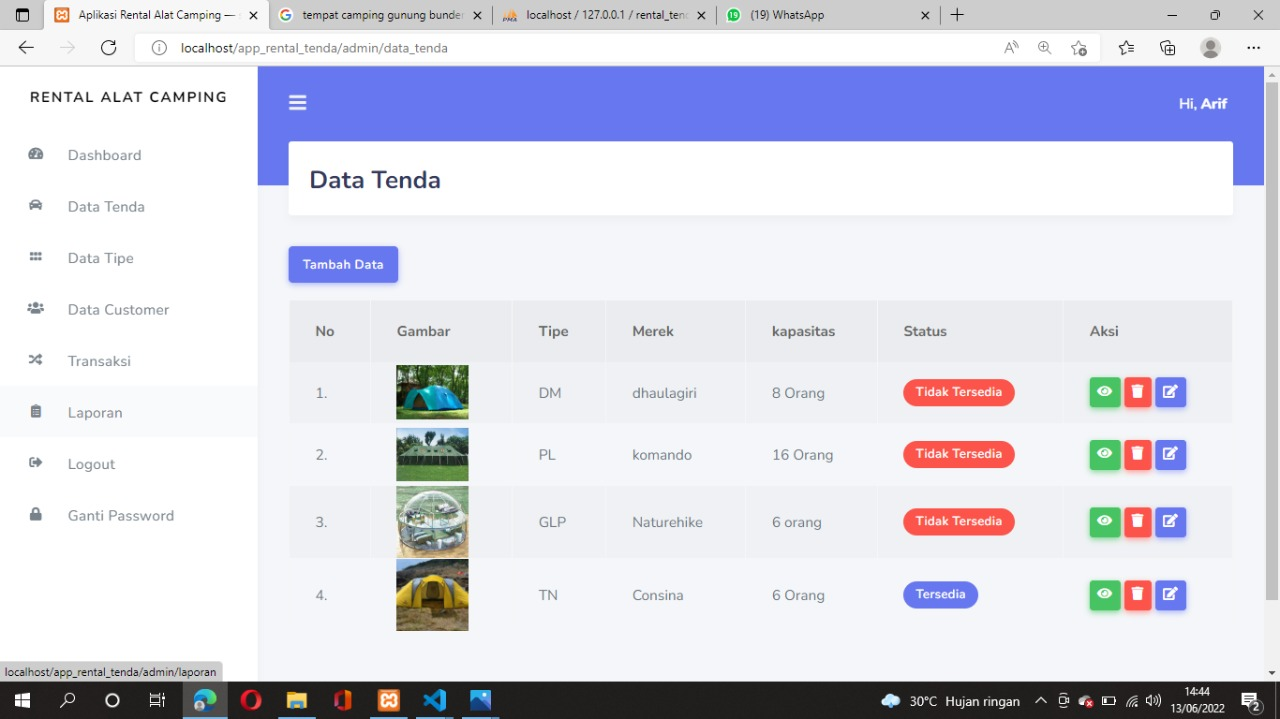 Aplikasi Rental Alat Camping —
tempat camping gunung bunde
localhost / 127.0.0.1 / rental_ten
(19) WhatsApp
localhost/app_rental_tenda/admin/data_tenda
RENTAL ALAT CAMPING
Hi, Arif
Dashboard
Data Tenda
Data Tipe
Data Customer
Transaksi
Laporan
Logout
Ganti Password
Data Tenda
Tambah Data
No Gambar Tipe Merek kapasitas Status Aksi
1. DM dhaulagiri 8 Orang Tidak Tersedia
2. PL komando 16 Orang Tidak Tersedia
3. GLP Naturehike 6 orang Tidak Tersedia
4. TN Consina 6 Orang Tersedia
localhost/app_rental_tenda/admin/laporan
30°C Hujan ringan
14:44
13/06/2022
2